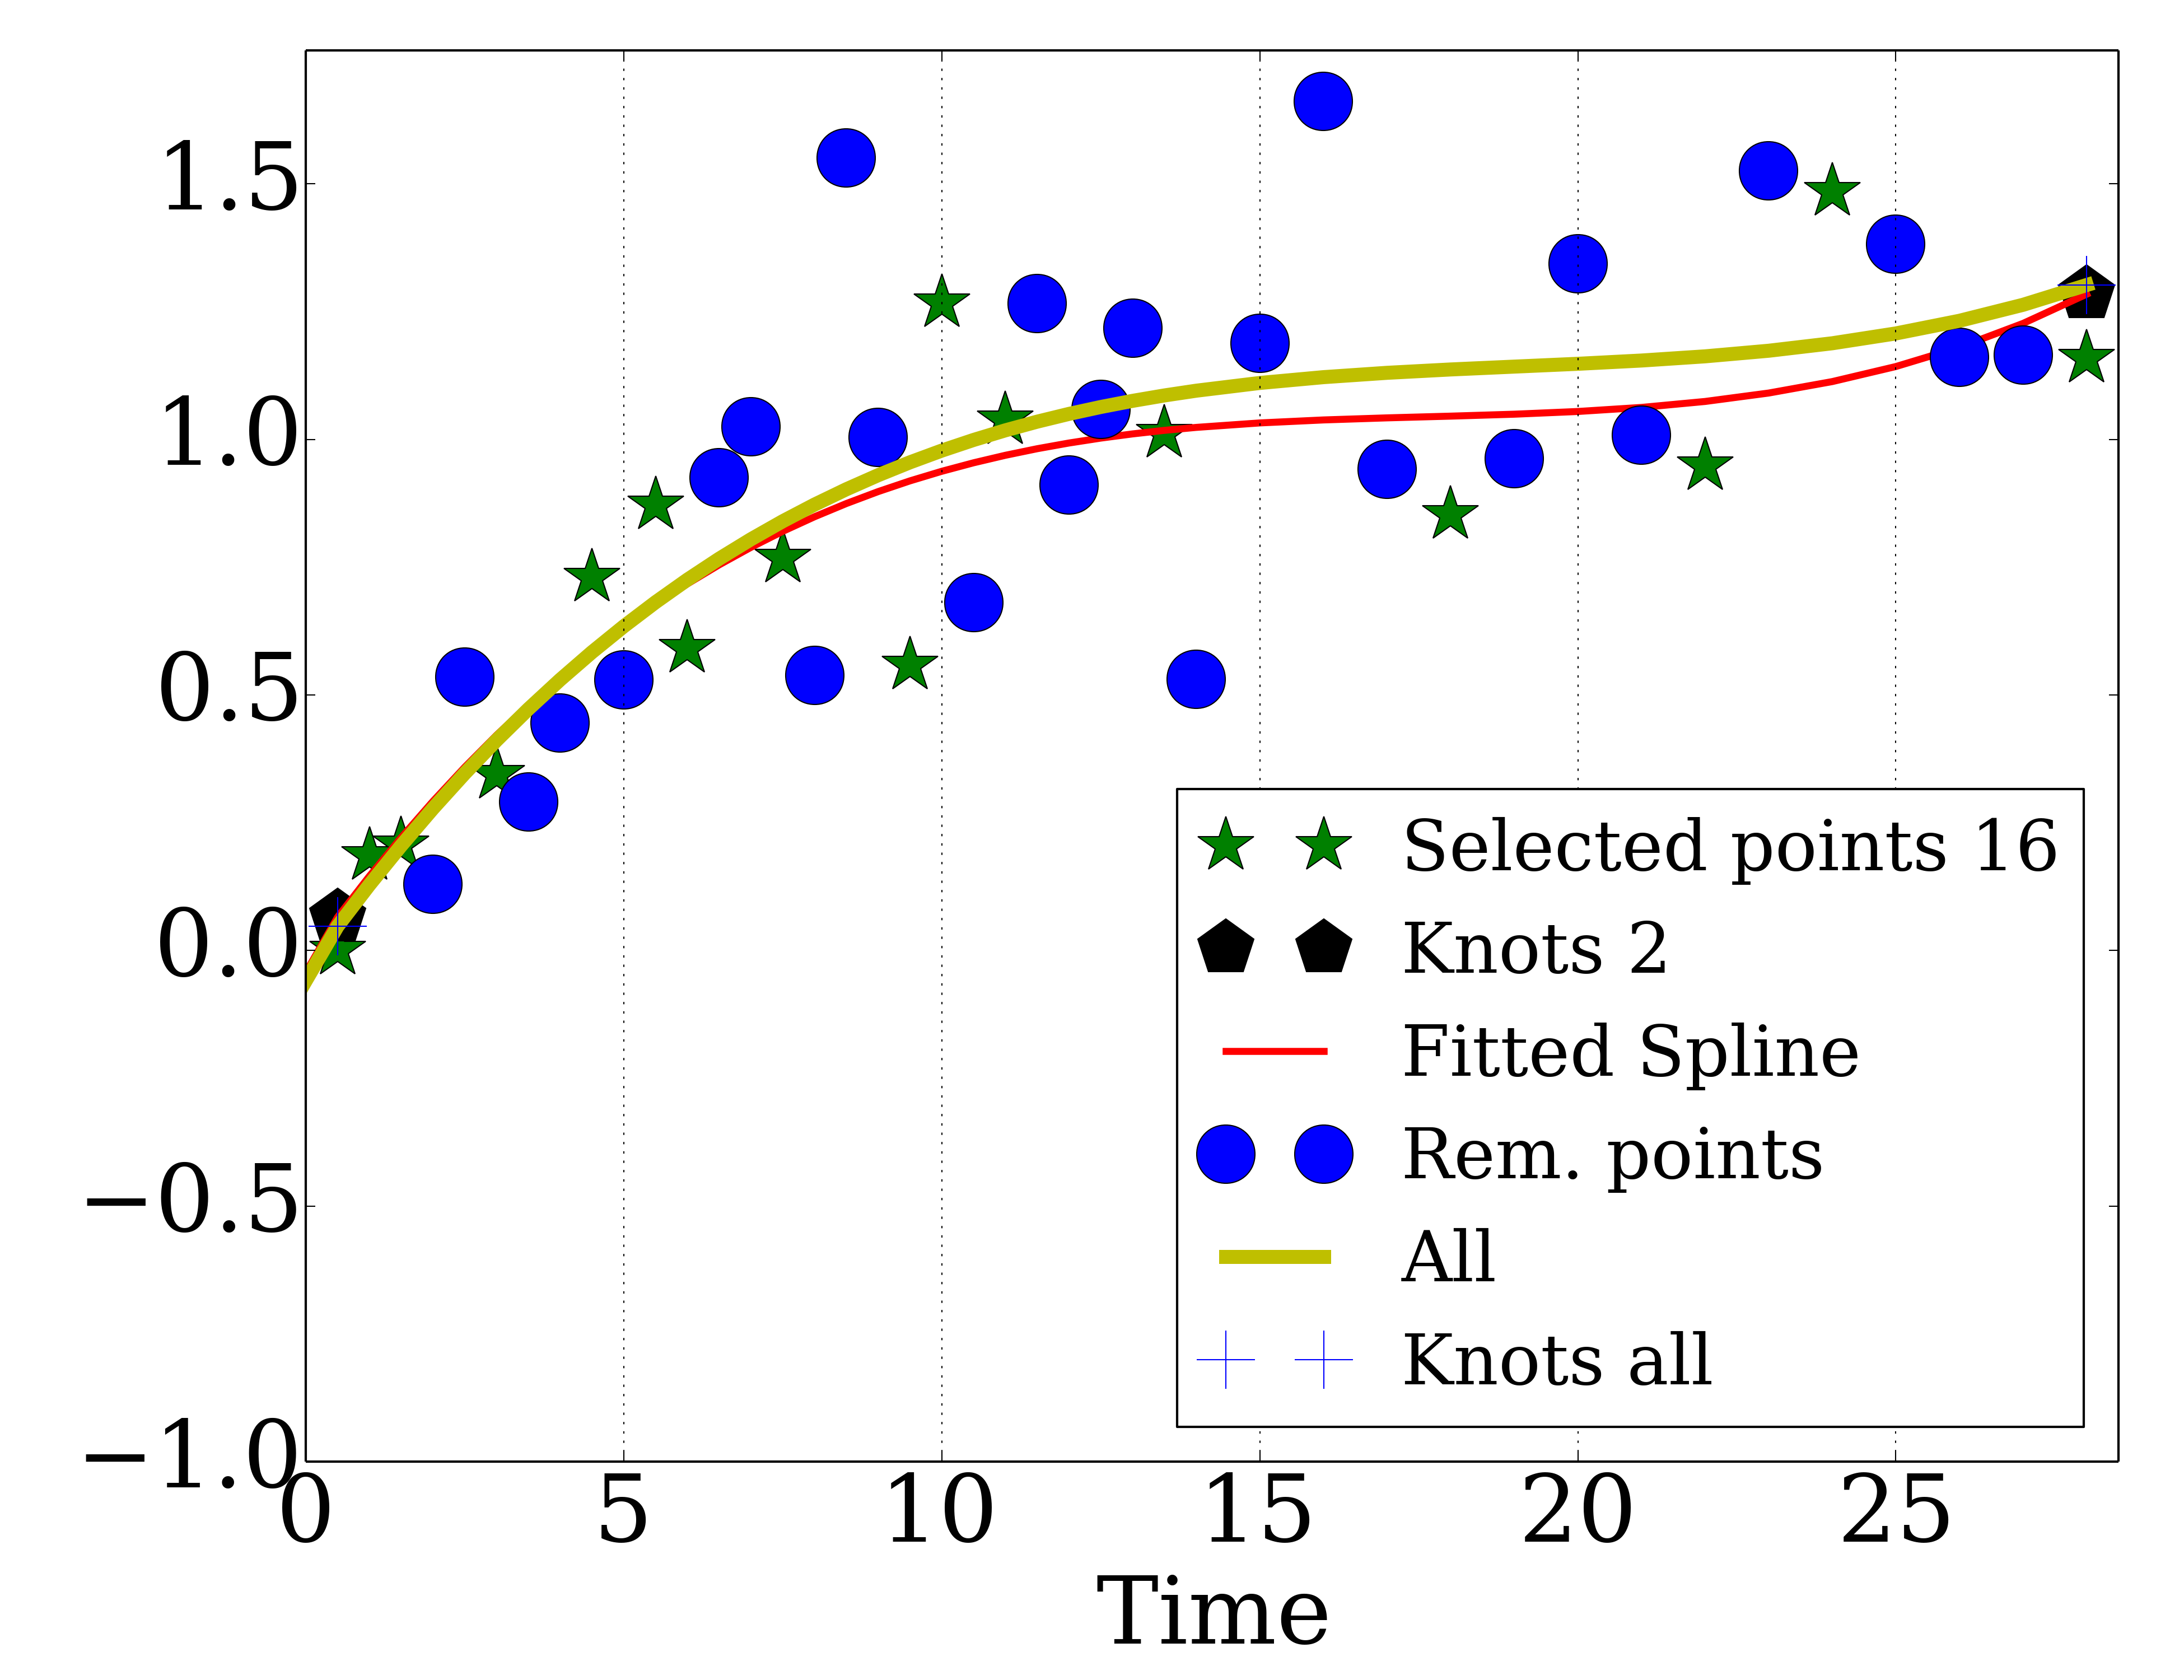 1.5
1.0
0.5
0.0
−0.5
−1.0
0 5 10 15 20 25
Time
Selected points 16
Knots 2
Fitted Spline
Rem. points
All
Knots all